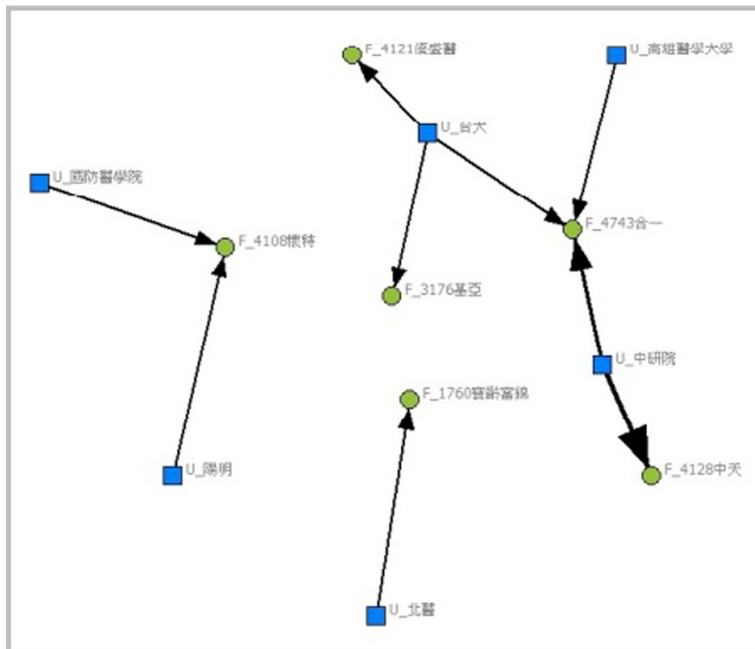 F_4121優盛醫
U_高雄醫學大學
U_台大
U_國防醫學院
F_4743合一
F_4108懷特
F_3176基亞
U_中研院
F_1760寶齡富錦
F_4128中天
U_陽明
U_北醫